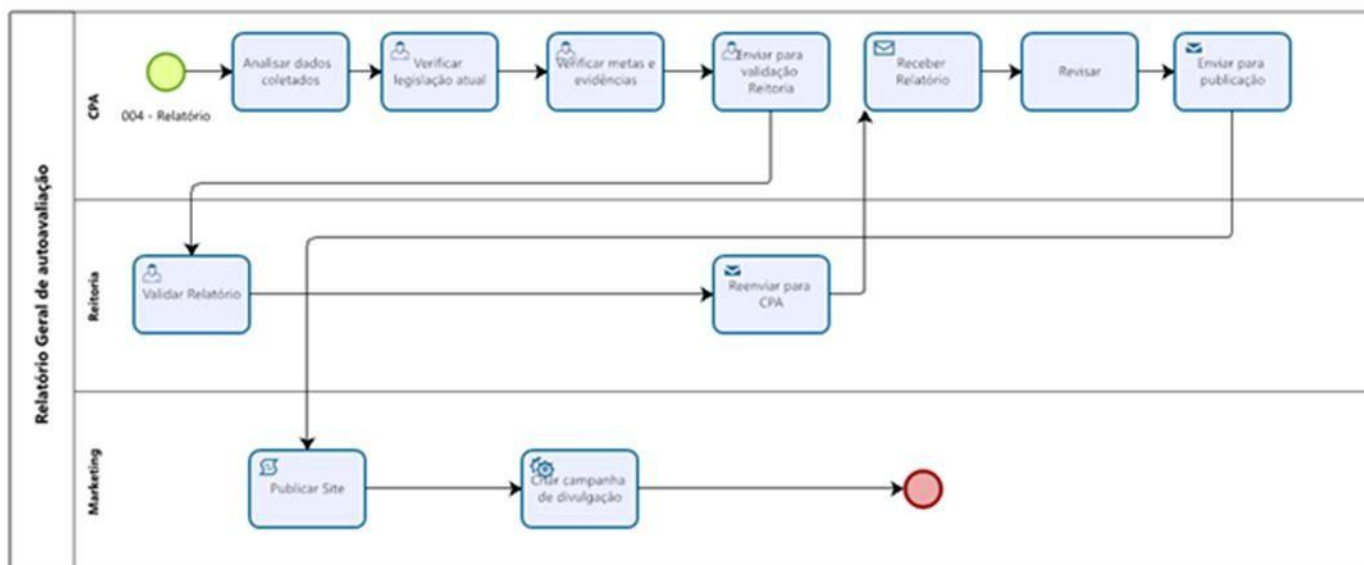 Relatório Geral de autoavaliação
CPA
004 - Relatório
Analisar dados
coletados
Verificar
legislação atual
Verificar metas e
evidências
Enviar para
validação
Reitoria
Receber
Relatório
Revisar
Enviar para
publicação
Reitoria
Validar Relatório
Reenviar para
CPA
Marketing
Publicar Site
Criar campanha
de divulgação